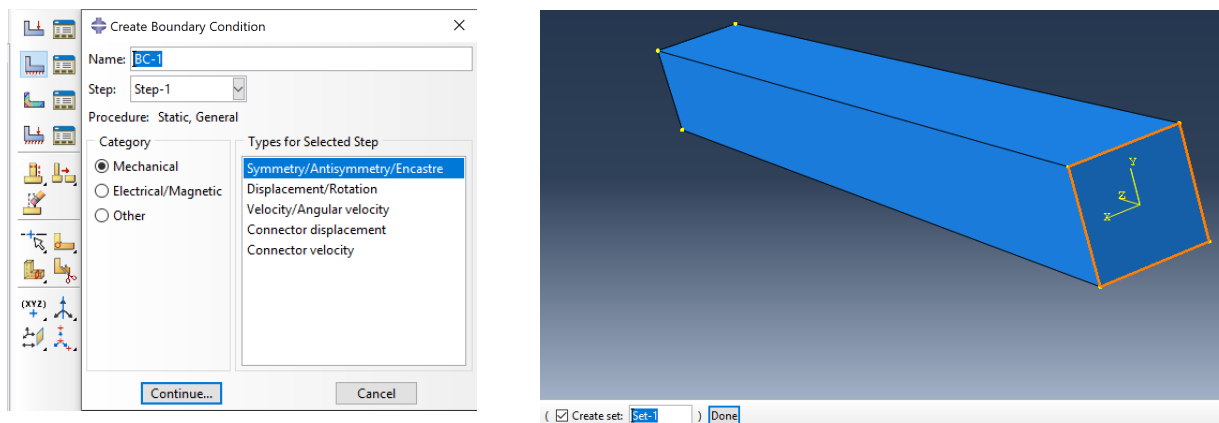 Create Boundary Condition
Name: BC-1
Step: Step-1
Procedure: Static, General
Category
Mechanical
Electrical/Magnetic
Other
Types for Selected Step
Symmetry/Antisymmetry/Encastre
Displacement/Rotation
Velocity/Angular velocity
Connector displacement
Connector velocity
Continue...
Cancel
(XYZ)
Y
Z
X
( Create set: Set-1 ) Done